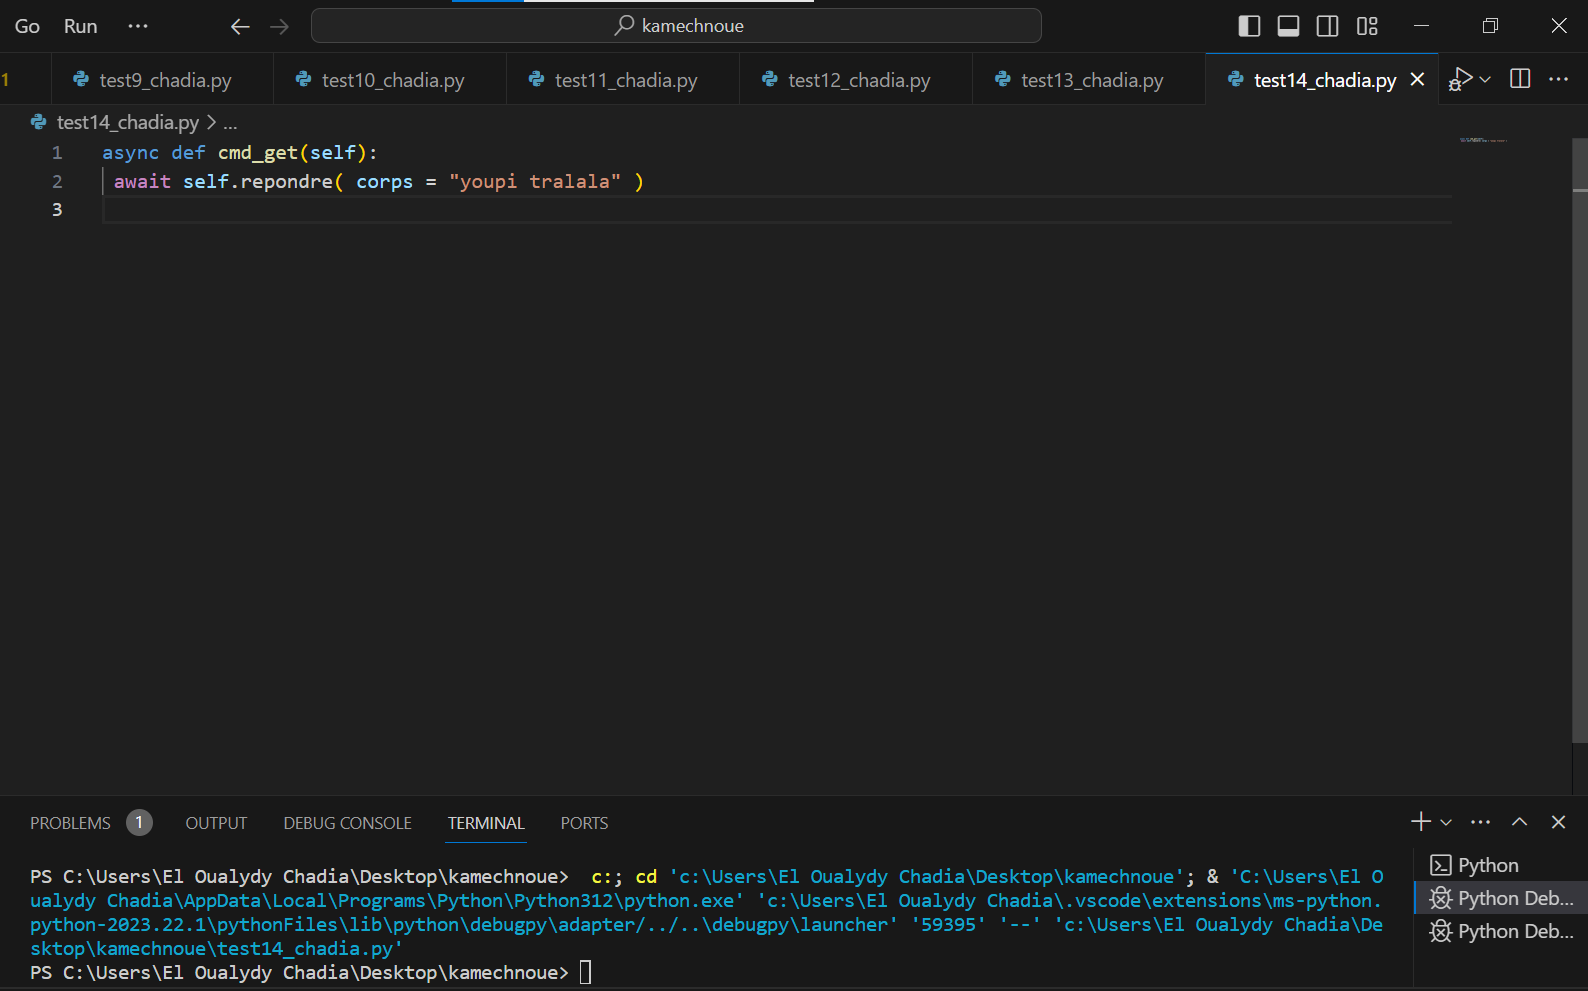 Go Run ··· kamechnoue
1 test9_chadia.py test10_chadia.py test11_chadia.py test12_chadia.py test13_chadia.py test14_chadia.py
test14_chadia.py > ...
1 async def cmd_get(self):
2 await self.repondre( corps = "youpi tralala" )
3
PROBLEMS 1 OUTPUT DEBUG CONSOLE TERMINAL PORTS
PS C:\Users\El Oualydy Chadia\Desktop\kamechnoue>  c:; cd 'c:\Users\El Oualydy Chadia\Desktop\kamechnoue'; & 'C:\Users\El O
ualydy Chadia\AppData\Local\Programs\Python\Python312\python.exe' 'c:\Users\El Oualydy Chadia\.vscode\extensions\ms-python.
python-2023.22.1\pythonFiles\lib\python\debugpy\adapter/../..\debugpy\launcher' '59395' '--' 'c:\Users\El Oualydy Chadia\De
sktop\kamechnoue\test14_chadia.py'
PS C:\Users\El Oualydy Chadia\Desktop\kamechnoue>
Python
Python Deb...
Python Deb...